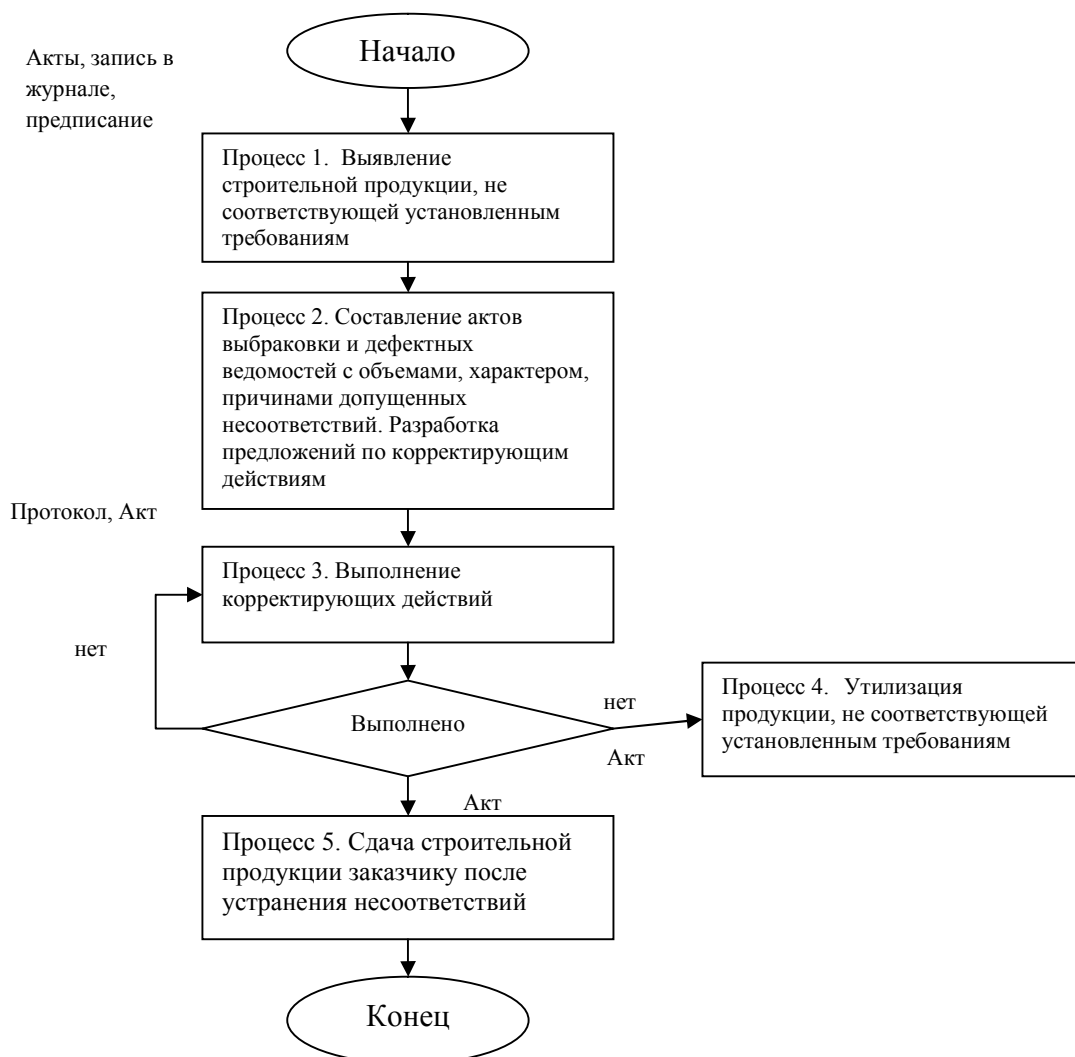 Начало
Акты, запись в
журнале,
предписание
Процесс 1. Выявление
строительной продукции, не
соответствующей установленным
требованиям
Процесс 2. Составление актов
выбраковки и дефектных
ведомостей с объемами, характером,
причинами допущенных
несоответствий. Разработка
предложений по корректирующим
действиям
Протокол, Акт
Процесс 3. Выполнение
корректирующих действий
нет
Выполнено
нет
Акт
Процесс 4. Утилизация
продукции, не соответствующей
установленным требованиям
Акт
Процесс 5. Сдача строительной
продукции заказчику после
устранения несоответствий
Конец